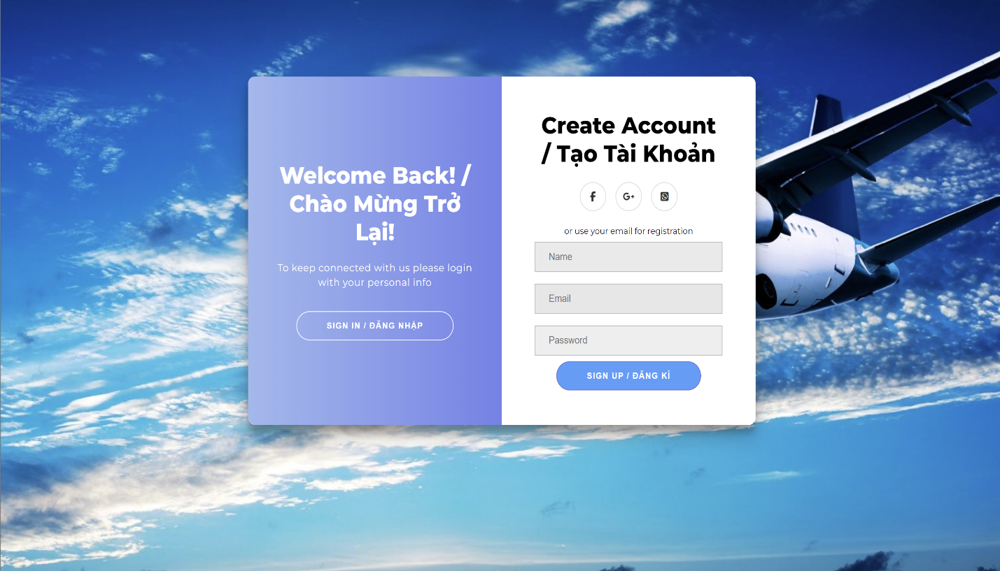 Welcome Back! /
Chào Mừng Trở
Lại!
To keep connected with us please login
with your personal info
SIGN IN / ĐĂNG NHẬP
Create Account
/ Tạo Tài Khoản
or use your email for registration
Name
Email
Password
SIGN UP / ĐĂNG KÍ